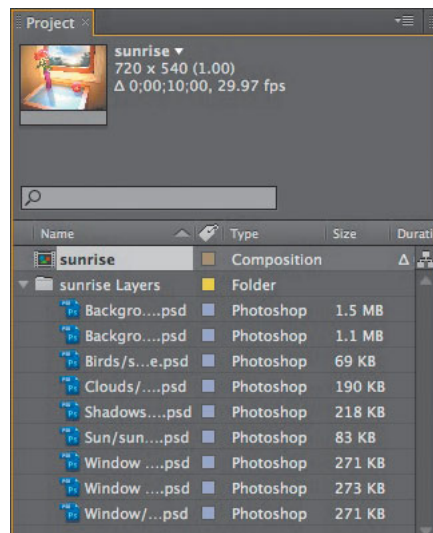 Project ×
sunrise ▼
720 x 540 (1.00)
Δ 0;00;10;00, 29.97 fps
Name Type Size Durati
sunrise Composition Δ
sunrise Layers Folder
Backgro....psd Photoshop 1.5 MB
Backgro....psd Photoshop 1.1 MB
Birds/s...e.psd Photoshop 69 KB
Clouds/....psd Photoshop 190 KB
Shadows....psd Photoshop 218 KB
Sun/sun....psd Photoshop 83 KB
Window ....psd Photoshop 271 KB
Window ....psd Photoshop 273 KB
Window/...psd Photoshop 271 KB